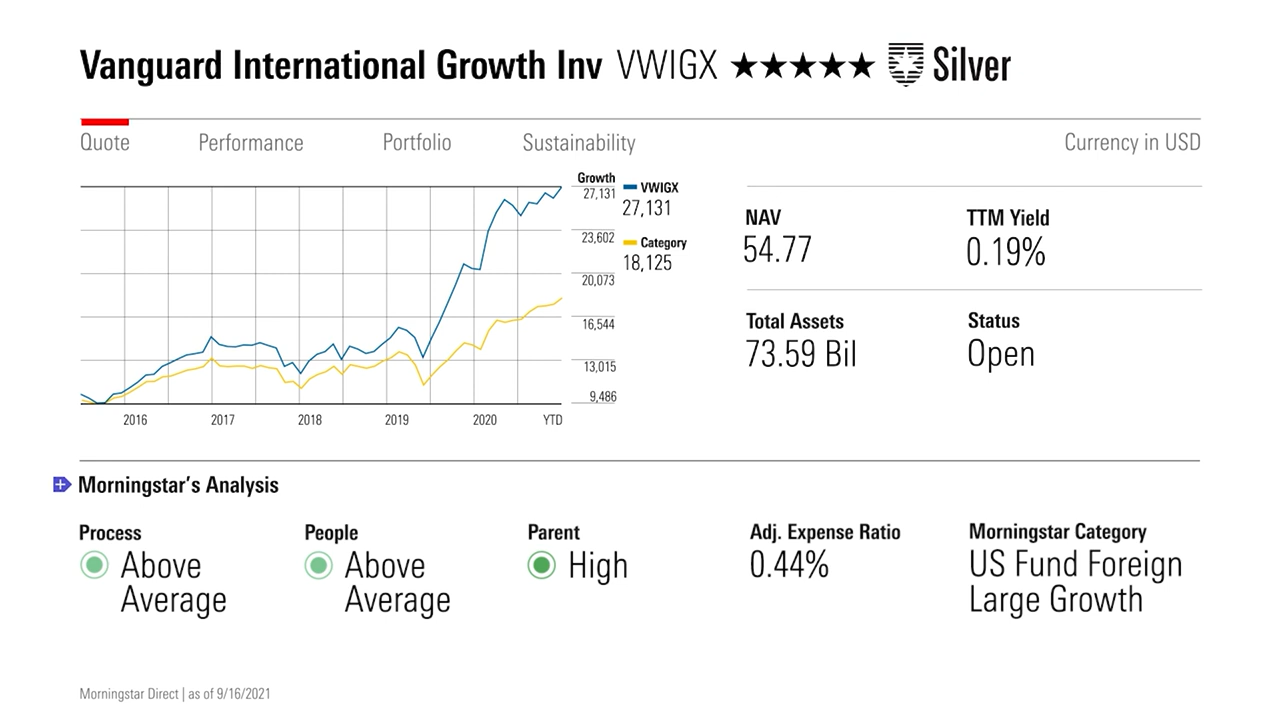 Vanguard International Growth Inv VWIGX ★★★★★ Silver
Quote Performance Portfolio Sustainability Currency in USD
Growth
27,131
23,602
20,073
16,544
13,015
9,486
VWIGX
27,131
Category
18,125
2016 2017 2018 2019 2020 YTD
NAV
54.77
TTM Yield
0.19%
Total Assets
73.59 Bil
Status
Open
Morningstar’s Analysis
Process
Above
Average
People
Above
Average
Parent
High
Adj. Expense Ratio
0.44%
Morningstar Category
US Fund Foreign
Large Growth
Morningstar Direct | as of 9/16/2021